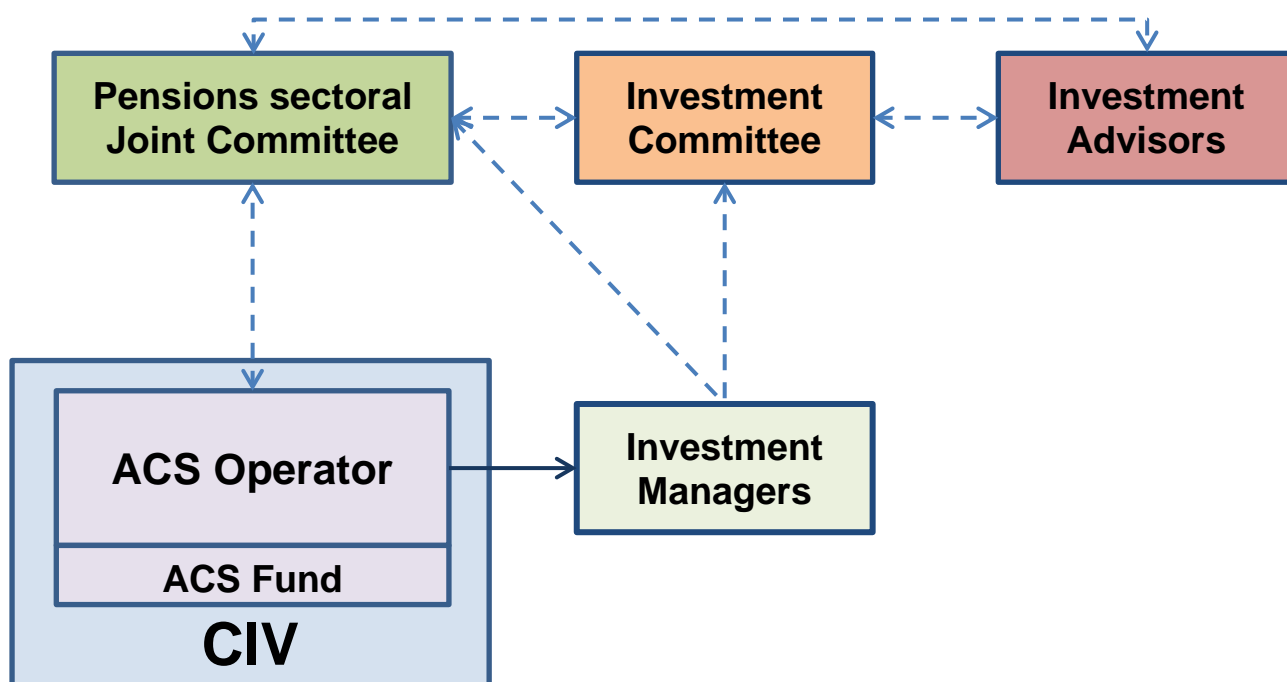 Pensions sectoral
Joint Committee
Investment
Committee
Investment
Advisors
ACS Operator
Investment
Managers
ACS Fund
CIV